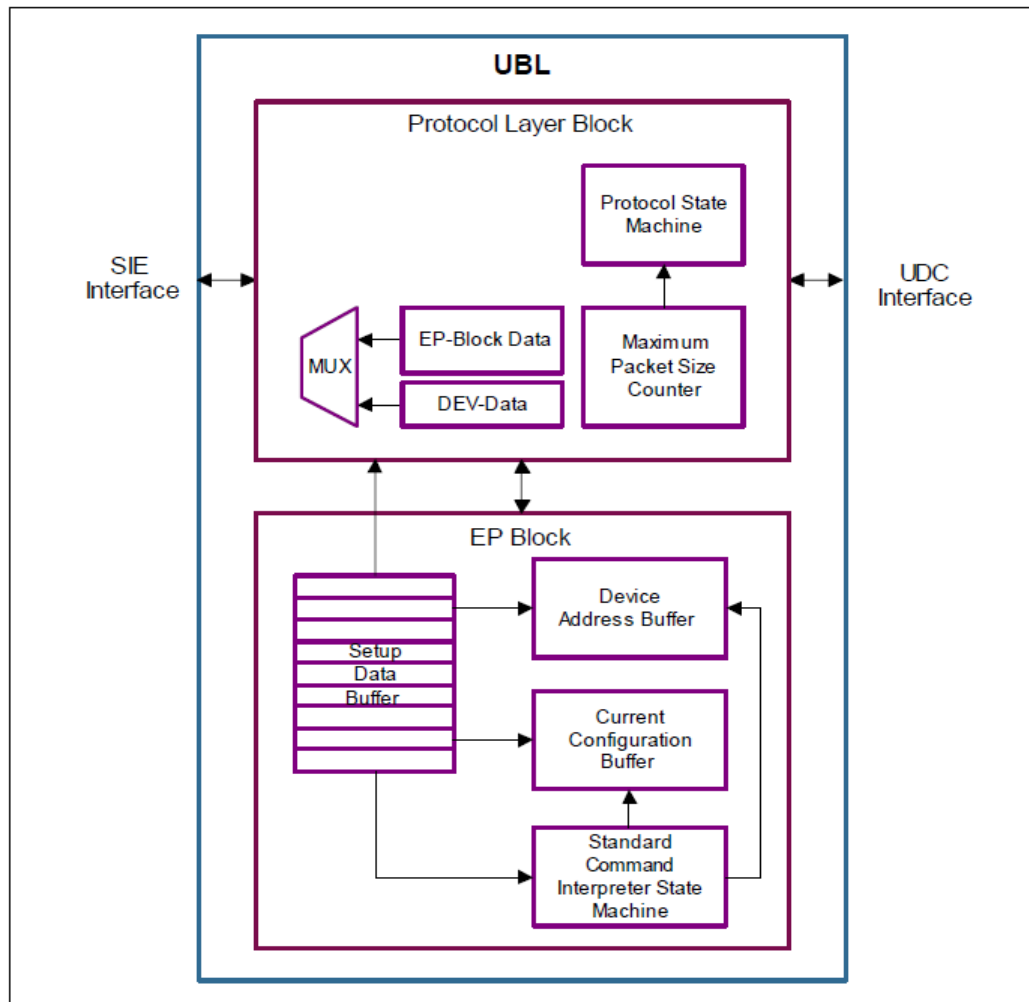 UBL
Protocol Layer Block
Protocol State
Machine
SIE
Interface
UDC
Interface
MUX
EP-Block Data
DEV-Data
Maximum
Packet Size
Counter
EP Block
Setup
Data
Buffer
Device
Address Buffer
Current
Configuration
Buffer
Standard
Command
Interpreter State
Machine